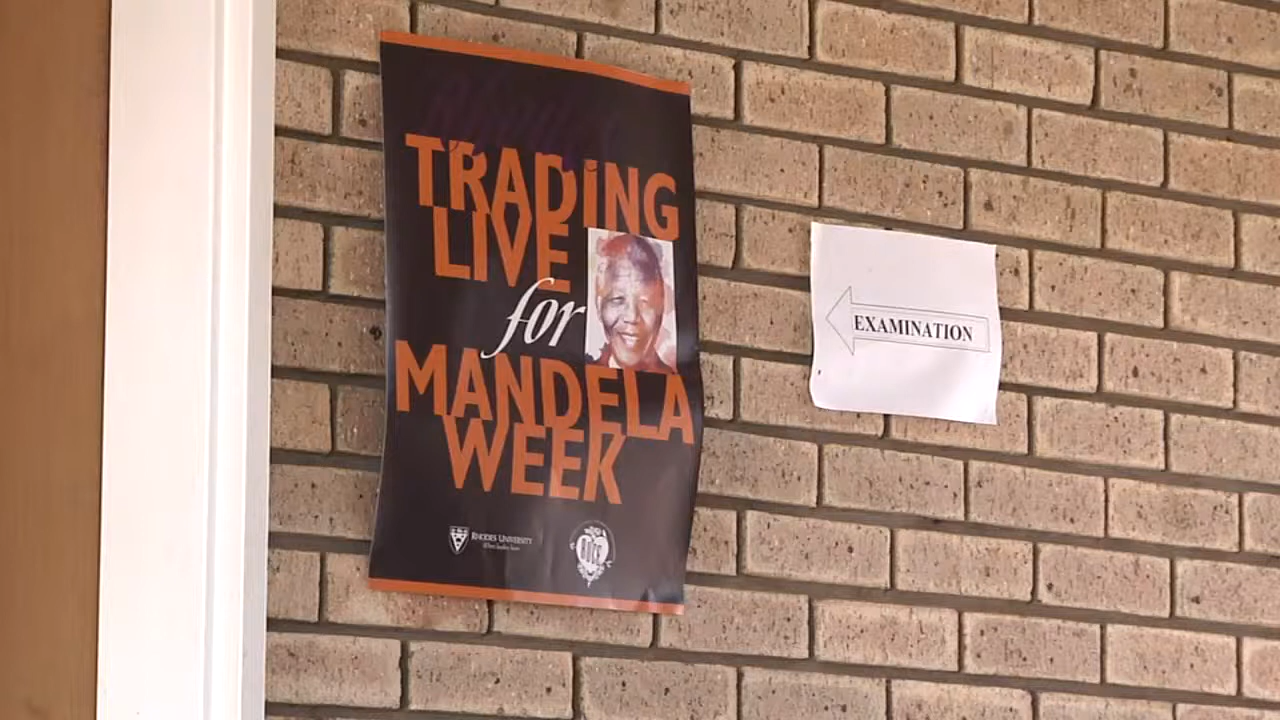 TRADING
LIVE
for
MANDELA
WEEK
RHODES UNIVERSITY
EXAMINATION